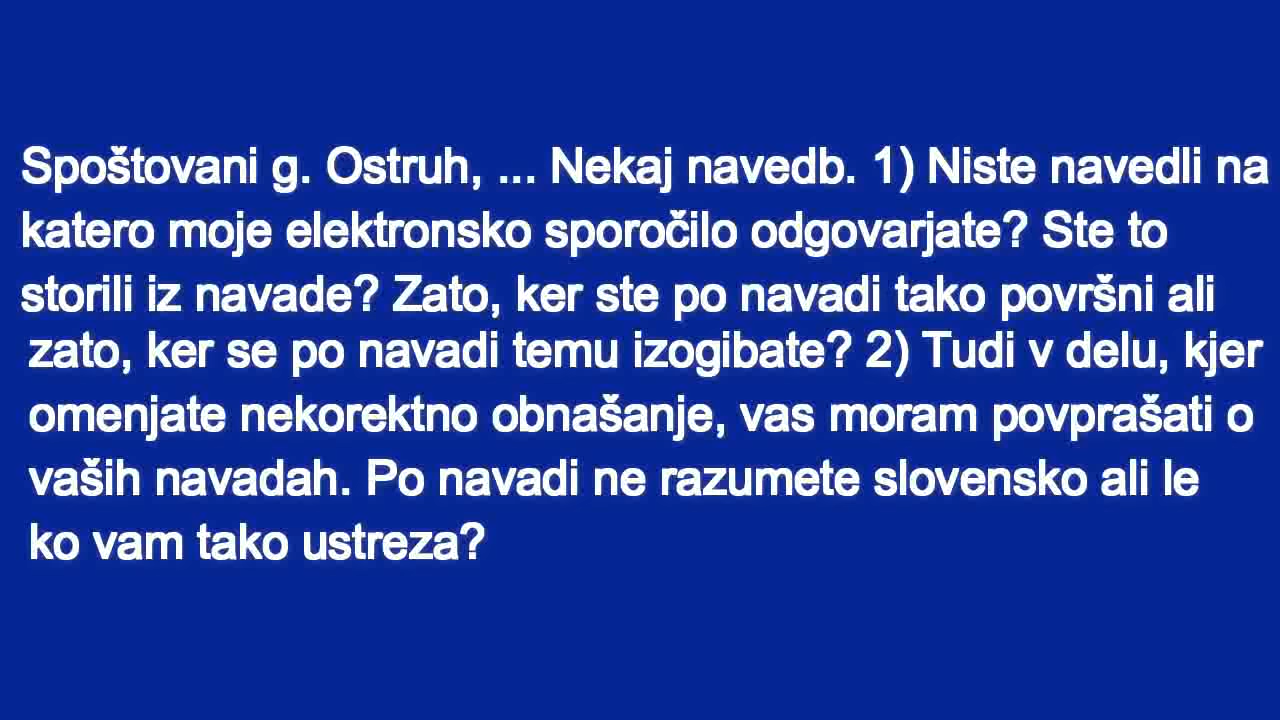 Spoštovani g. Ostruh, ... Nekaj navedb. 1) Niste navedli na
katero moje elektronsko sporočilo odgovarjate? Ste to
storili iz navade? Zato, ker ste po navadi tako površni ali
zato, ker se po navadi temu izogibate? 2) Tudi v delu, kjer
omenjate nekorektno obnašanje, vas moram povprašati o
vaših navadah. Po navadi ne razumete slovensko ali le
ko vam tako ustreza?